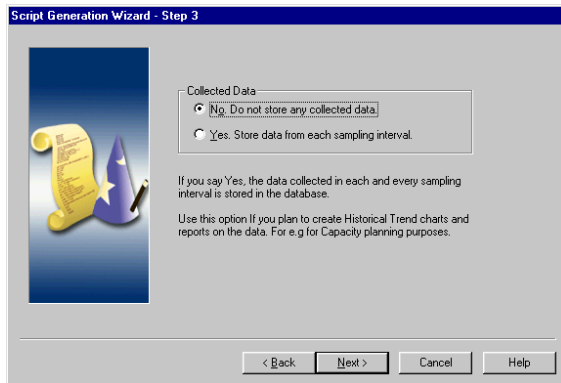 Script Generation Wizard - Step 3
Collected Data
No. Do not store any collected data.
Yes. Store data from each sampling interval.
If you say Yes, the data collected in each and every sampling
interval is stored in the database.
Use this option If you plan to create Historical Trend charts and
reports on the data. For e.g for Capacity planning purposes.
< Back Next > Cancel Help